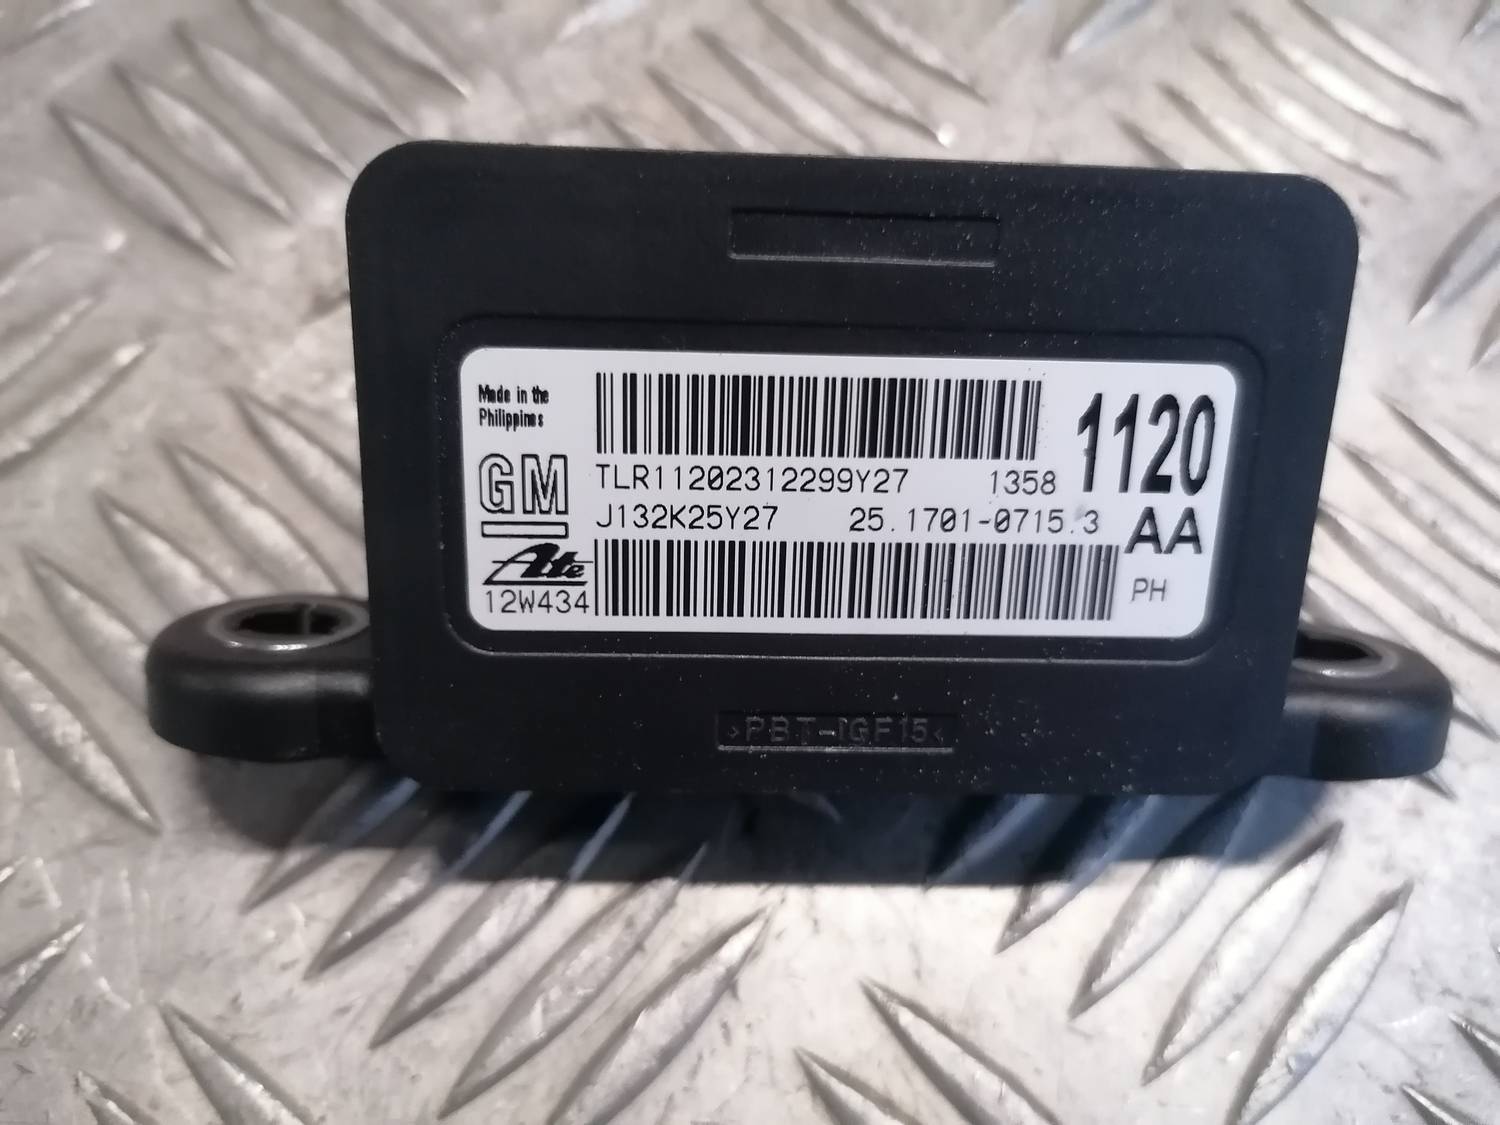 Made in the
Philippines
GM
TLR11202312299Y27 1358
1120
J132K25Y27 25.1701-0715.3
AA
Ate
12W434
PH
>PBT-IGF15<